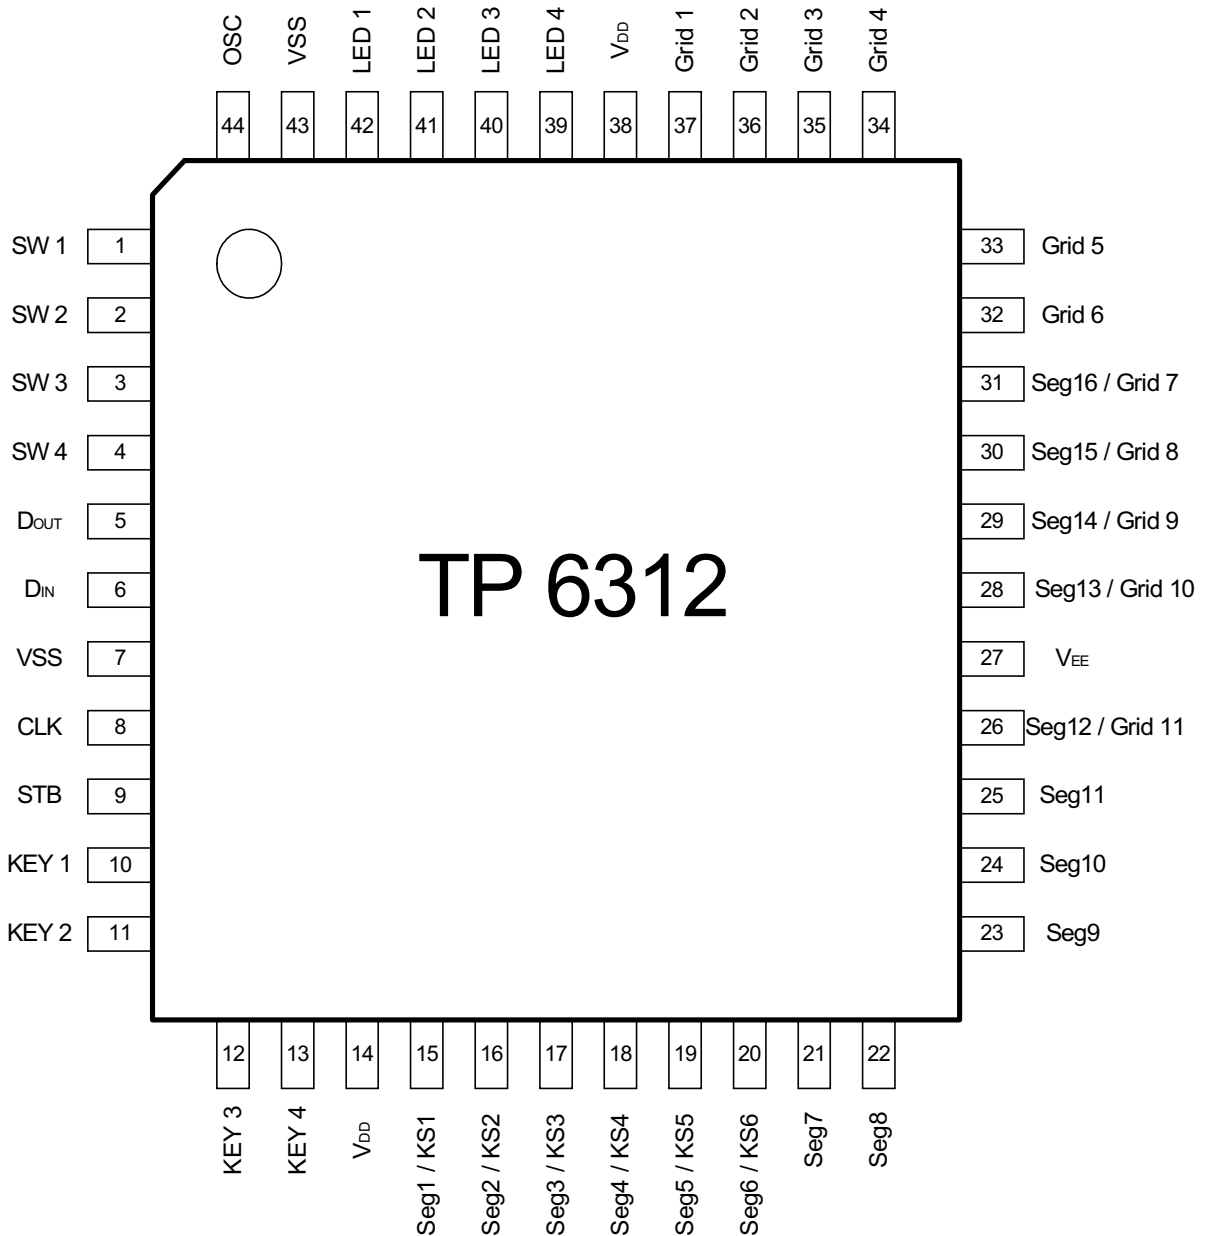 OSC
VSS
LED 1
LED 2
LED 3
LED 4
VDD
Grid 1
Grid 2
Grid 3
Grid 4
44
43
42
41
40
39
38
37
36
35
34
SW 1 1 33 Grid 5
SW 2 2 32 Grid 6
SW 3 3 31 Seg16 / Grid 7
SW 4 4 30 Seg15 / Grid 8
DOUT 5 29 Seg14 / Grid 9
TP 6312
DIN 6 28 Seg13 / Grid 10
VSS 7 27 VEE
CLK 8 26 Seg12 / Grid 11
STB 9 25 Seg11
KEY 1 10 24 Seg10
KEY 2 11 23 Seg9
12
13
14
15
16
17
18
19
20
21
22
KEY 3
KEY 4
VDD
Seg1 / KS1
Seg2 / KS2
Seg3 / KS3
Seg4 / KS4
Seg5 / KS5
Seg6 / KS6
Seg7
Seg8